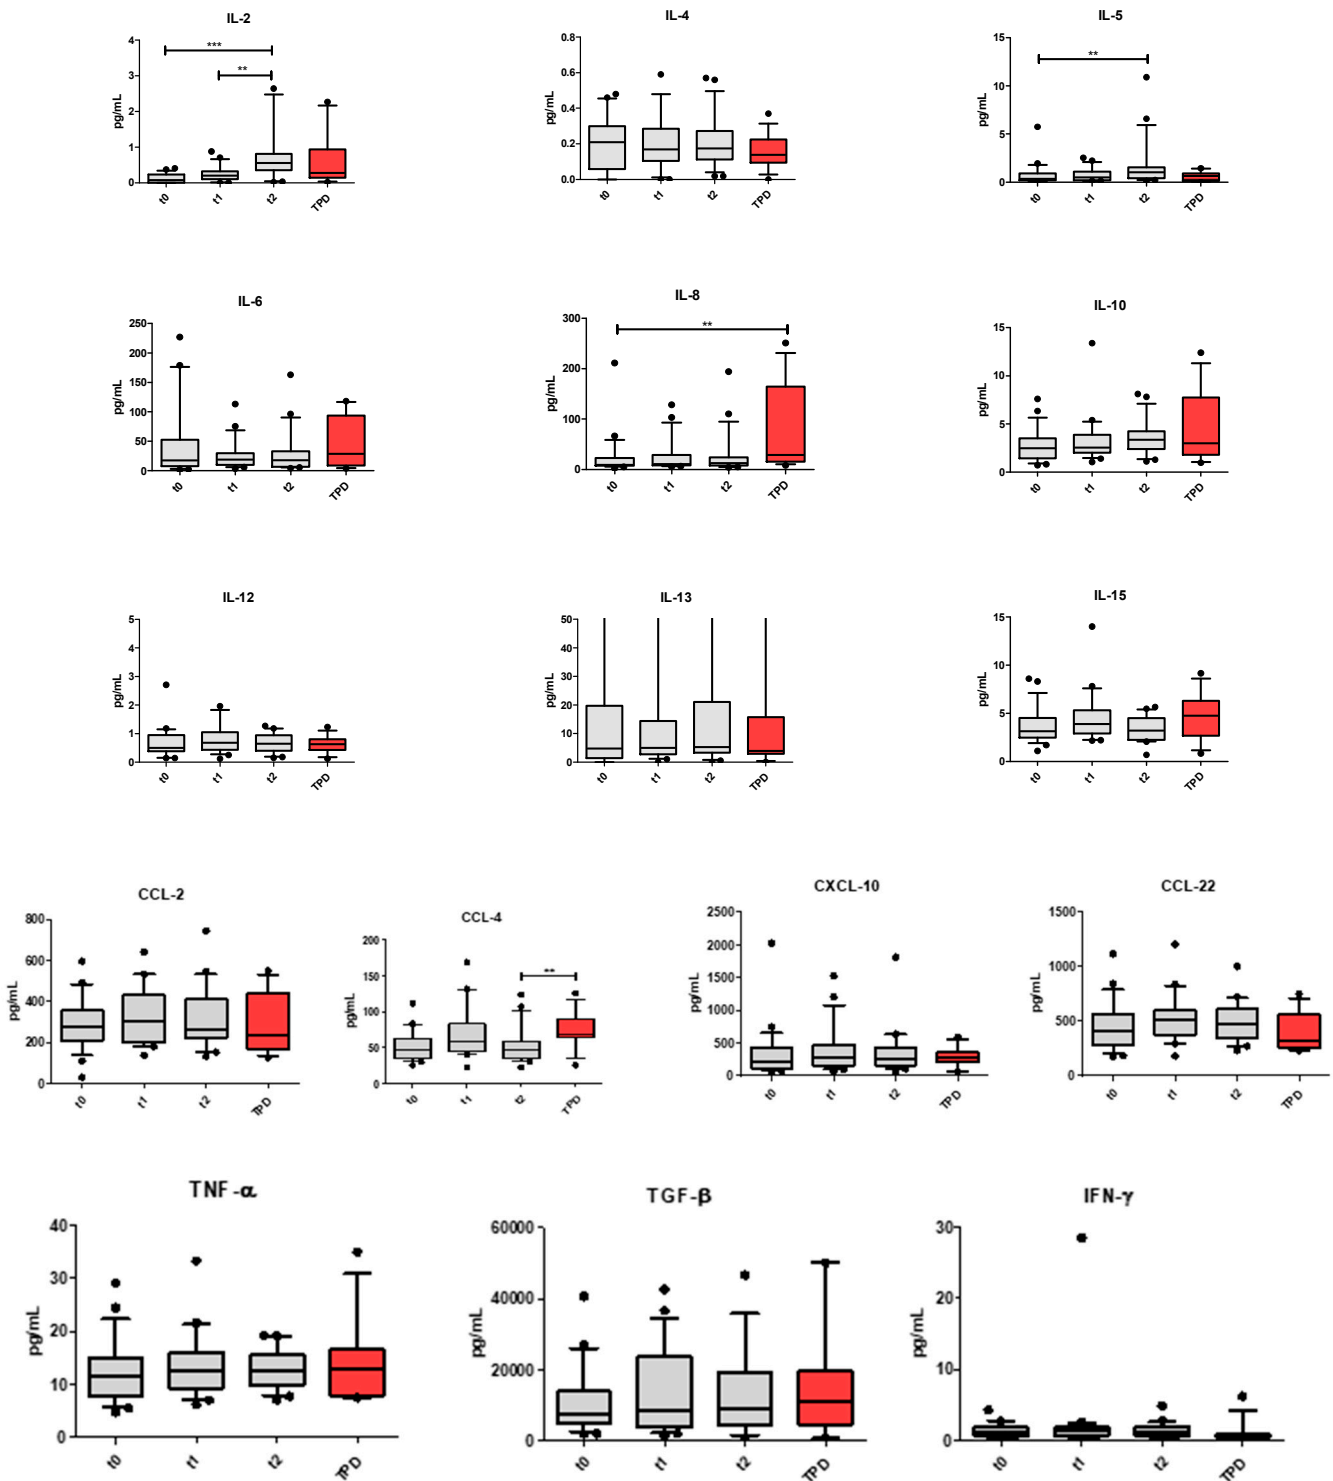 IL-2
***
**
pg/mL
4
3
2
1
0
t0
t1
t2
TPD
IL-4
pg/mL
0.8
0.6
0.4
0.2
0.0
t0
t1
t2
TPD
IL-5
**
pg/mL
15
10
5
0
t0
t1
t2
TPD
IL-6
pg/mL
250
200
150
100
50
0
t0
t1
t2
TPD
IL-8
**
pg/mL
300
200
100
0
t0
t1
t2
TPD
IL-10
pg/mL
15
10
5
0
t0
t1
t2
TPD
IL-12
pg/mL
5
4
3
2
1
0
t0
t1
t2
TPD
IL-13
pg/mL
50
40
30
20
10
0
t0
t1
t2
TPD
IL-15
pg/mL
15
10
5
0
t0
t1
t2
TPD
CCL-2
pg/mL
800
600
400
200
0
t0
t1
t2
TPD
CCL-4
**
pg/mL
200
150
100
50
0
t0
t1
t2
TPD
CXCL-10
pg/mL
2500
2000
1500
1000
500
0
t0
t1
t2
TPD
CCL-22
pg/mL
1500
1000
500
0
t0
t1
t2
TPD
TNF-α
pg/mL
40
30
20
10
0
t0
t1
t2
TPD
TGF-β
pg/mL
60000
40000
20000
0
t0
t1
t2
TPD
IFN-γ
pg/mL
30
20
10
0
t0
t1
t2
TPD